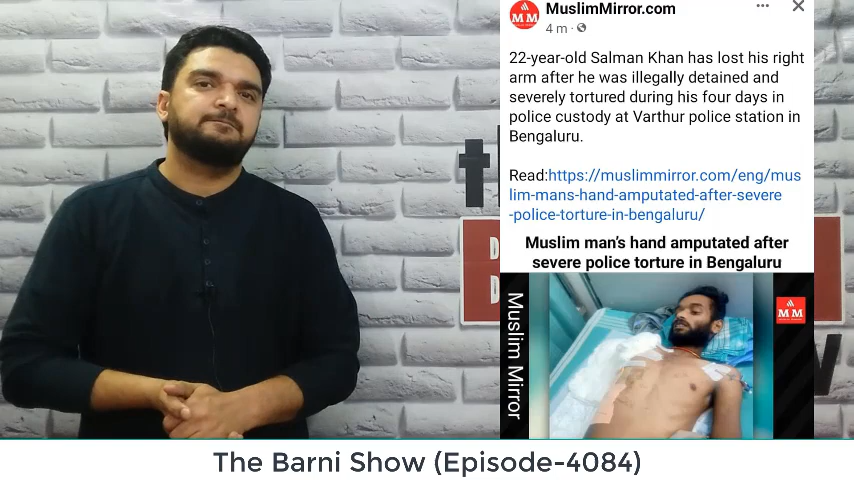 MM
MuslimMirror.com
4 m
22-year-old Salman Khan has lost his right
arm after he was illegally detained and
severely tortured during his four days in
police custody at Varthur police station in
Bengaluru.
Read:https://muslimmirror.com/eng/mus
lim-mans-hand-amputated-after-severe
-police-torture-in-bengaluru/
Muslim man's hand amputated after
severe police torture in Bengaluru
Muslim Mirror
MM
The Barni Show (Episode-4084)